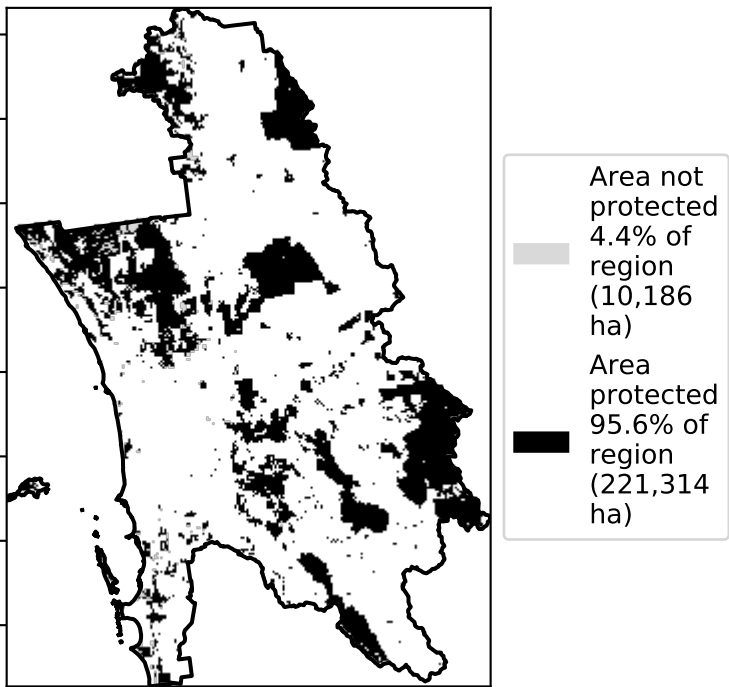 Area not
protected
4.4% of
region
(10,186
ha)
Area
protected
95.6% of
region
(221,314
ha)